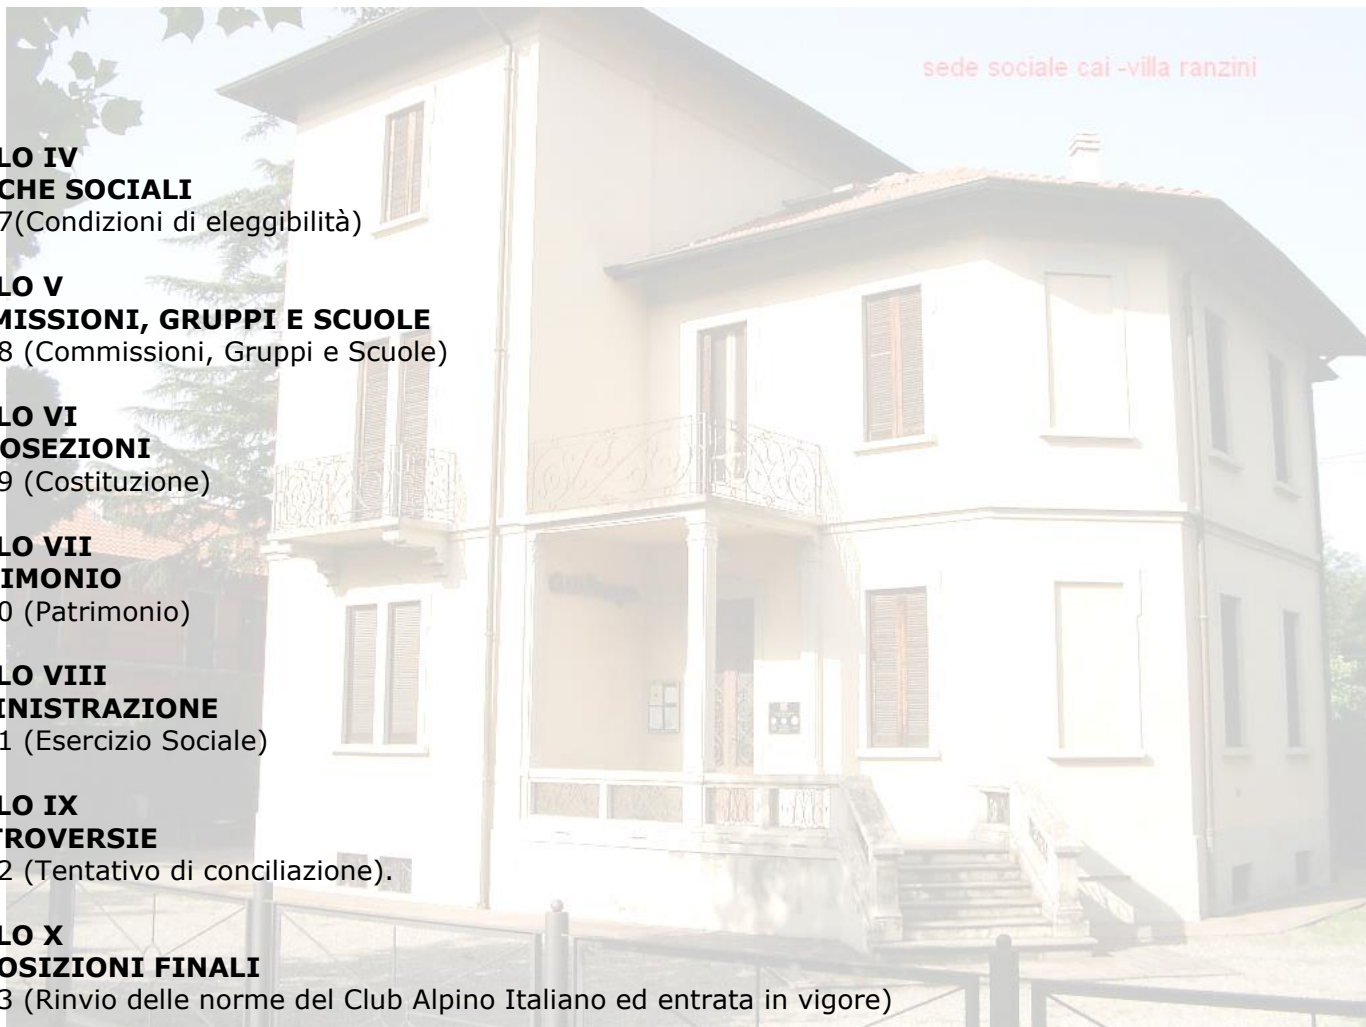 sede sociale cai -villa ranzini
LO IV
CHE SOCIALI
7(Condizioni di eleggibilità)
LO V
MISSIONI, GRUPPI E SCUOLE
8 (Commissioni, Gruppi e Scuole)
LO VI
OSEZIONI
9 (Costituzione)
LO VII
IMONIO
0 (Patrimonio)
LO VIII
INISTRAZIONE
1 (Esercizio Sociale)
LO IX
TROVERSIE
2 (Tentativo di conciliazione).
LO X
OSIZIONI FINALI
3 (Rinvio delle norme del Club Alpino Italiano ed entrata in vigore)